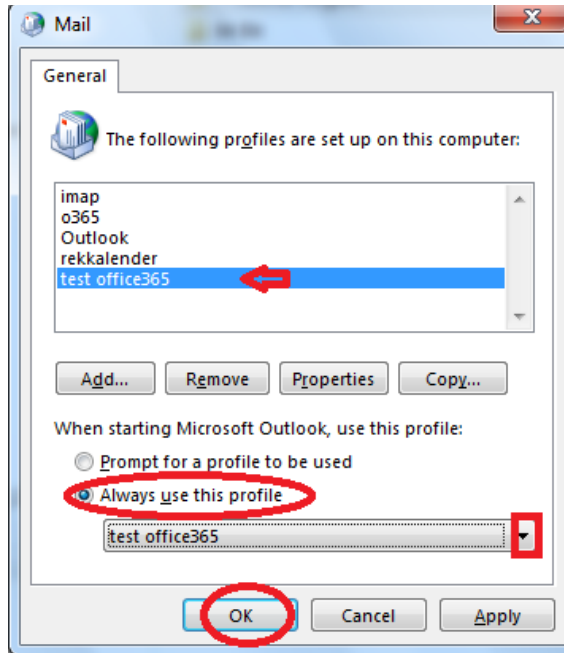 Mail
General
The following profiles are set up on this computer:
imap
o365
Outlook
rekkalender
test office365
Add... Remove Properties Copy...
When starting Microsoft Outlook, use this profile:
Prompt for a profile to be used
Always use this profile
test office365
OK Cancel Apply